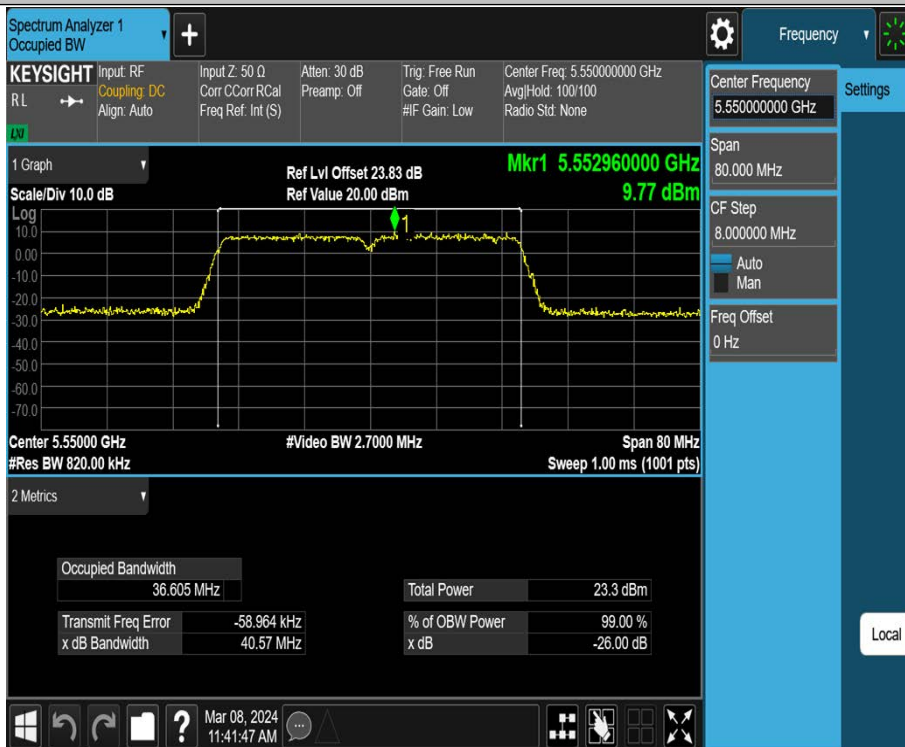 Spectrum Analyzer 1
Occupied BW
+
Frequency
KEYSIGHT
RL
LXI
Input: RF
Coupling: DC
Align: Auto
Input Z: 50 Ω
Corr CCorr RCal
Freq Ref: Int (S)
Atten: 30 dB
Preamp: Off
Trig: Free Run
Gate: Off
#IF Gain: Low
Center Freq: 5.550000000 GHz
Avg|Hold: 100/100
Radio Std: None
Center Frequency
5.550000000 GHz
Settings
Span
80.000 MHz
CF Step
8.000000 MHz
Auto
Man
Freq Offset
0 Hz
Local
1 Graph
Scale/Div 10.0 dB
Ref Lvl Offset 23.83 dB
Ref Value 20.00 dBm
Mkr1 5.552960000 GHz
9.77 dBm
Log
10.0
0.00
-10.0
-20.0
-30.0
-40.0
-50.0
-60.0
-70.0
1
Center 5.55000 GHz
#Video BW 2.7000 MHz
Span 80 MHz
#Res BW 820.00 kHz
Sweep 1.00 ms (1001 pts)
2 Metrics
Occupied Bandwidth
36.605 MHz
Total Power 23.3 dBm
Transmit Freq Error -58.964 kHz
% of OBW Power 99.00 %
x dB Bandwidth 40.57 MHz
x dB -26.00 dB
?
Mar 08, 2024
11:41:47 AM